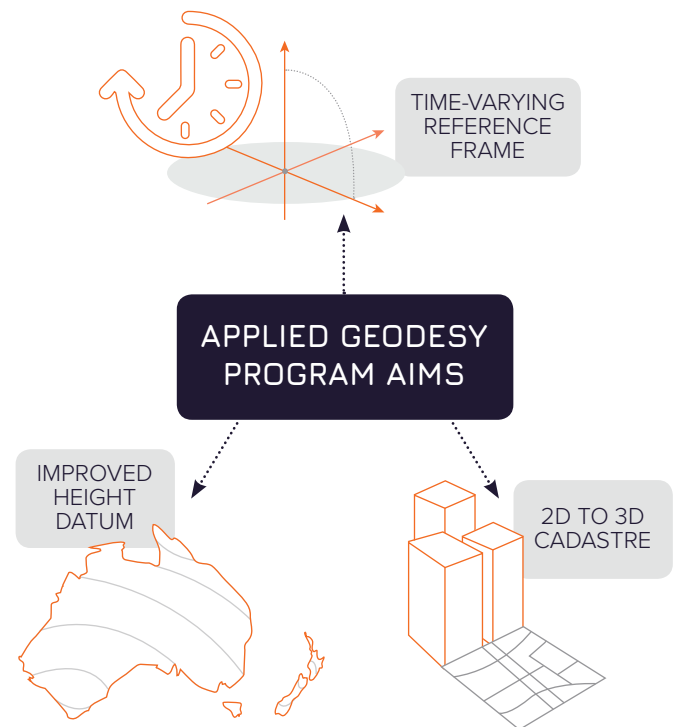 TIME-VARYING
REFERENCE
FRAME
APPLIED GEODESY
PROGRAM AIMS
IMPROVED
HEIGHT
DATUM
2D TO 3D
CADASTRE